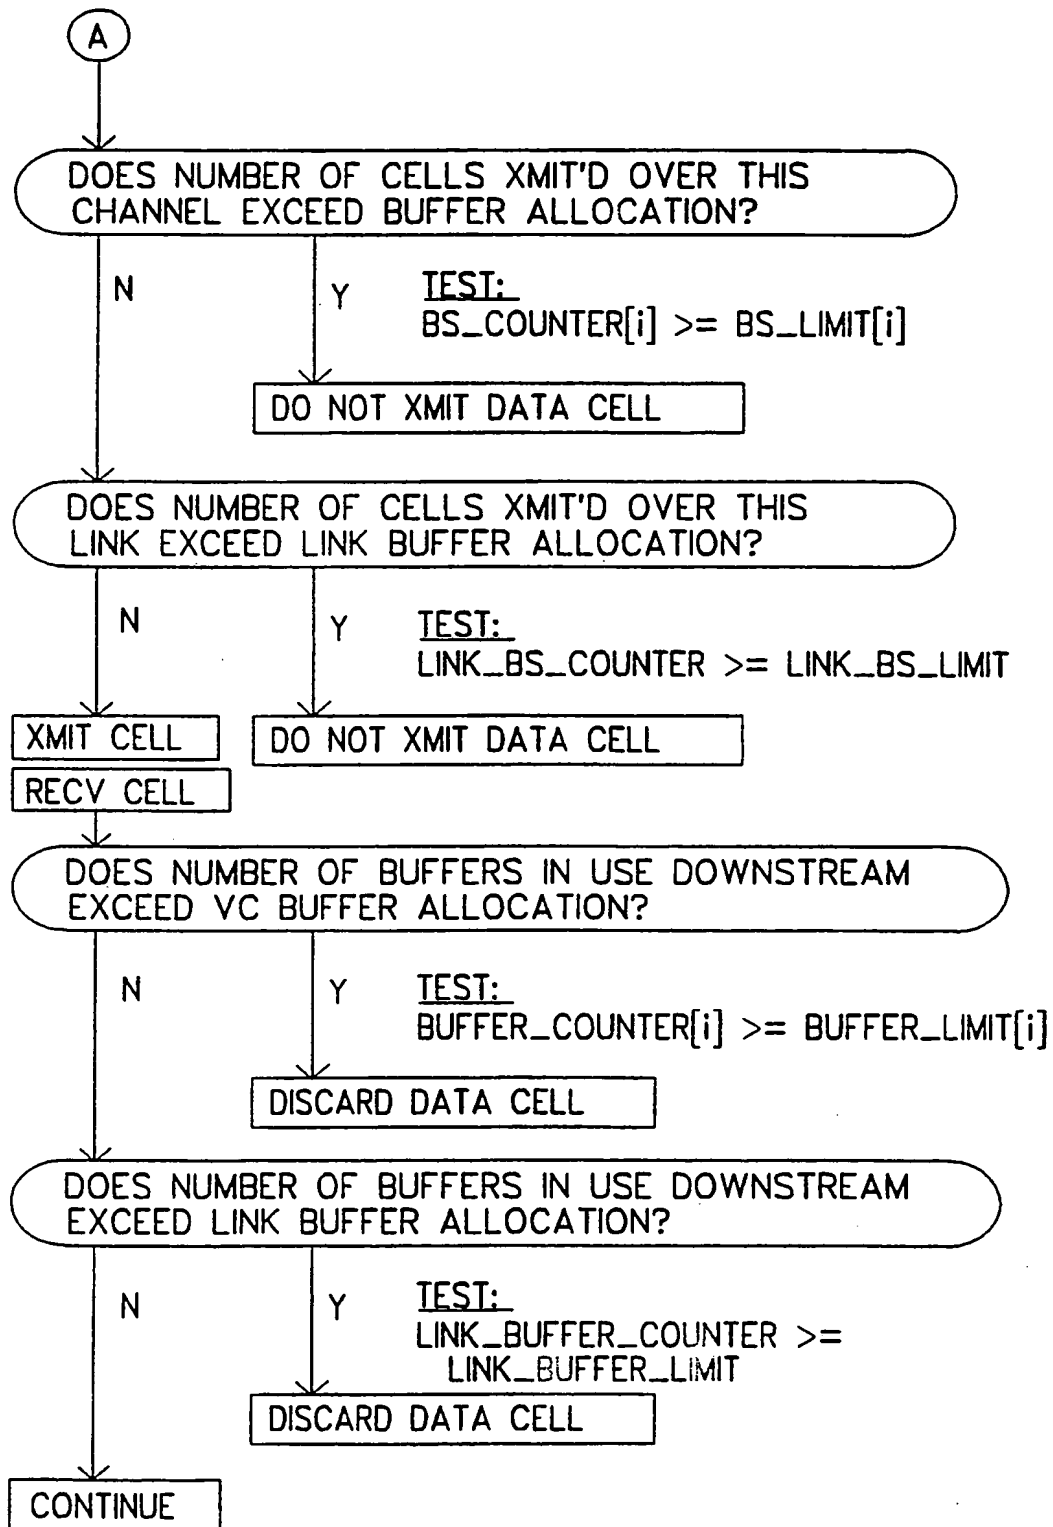 A
DOES NUMBER OF CELLS XMIT'D OVER THIS
CHANNEL EXCEED BUFFER ALLOCATION?
N
Y
TEST:
BS_COUNTER[i] >= BS_LIMIT[i]
DO NOT XMIT DATA CELL
DOES NUMBER OF CELLS XMIT'D OVER THIS
LINK EXCEED LINK BUFFER ALLOCATION?
N
Y
TEST:
LINK_BS_COUNTER >= LINK_BS_LIMIT
XMIT CELL
DO NOT XMIT DATA CELL
RECV CELL
DOES NUMBER OF BUFFERS IN USE DOWNSTREAM
EXCEED VC BUFFER ALLOCATION?
N
Y
TEST:
BUFFER_COUNTER[i] >= BUFFER_LIMIT[i]
DISCARD DATA CELL
DOES NUMBER OF BUFFERS IN USE DOWNSTREAM
EXCEED LINK BUFFER ALLOCATION?
N
Y
TEST:
LINK_BUFFER_COUNTER >=
LINK_BUFFER_LIMIT
DISCARD DATA CELL
CONTINUE